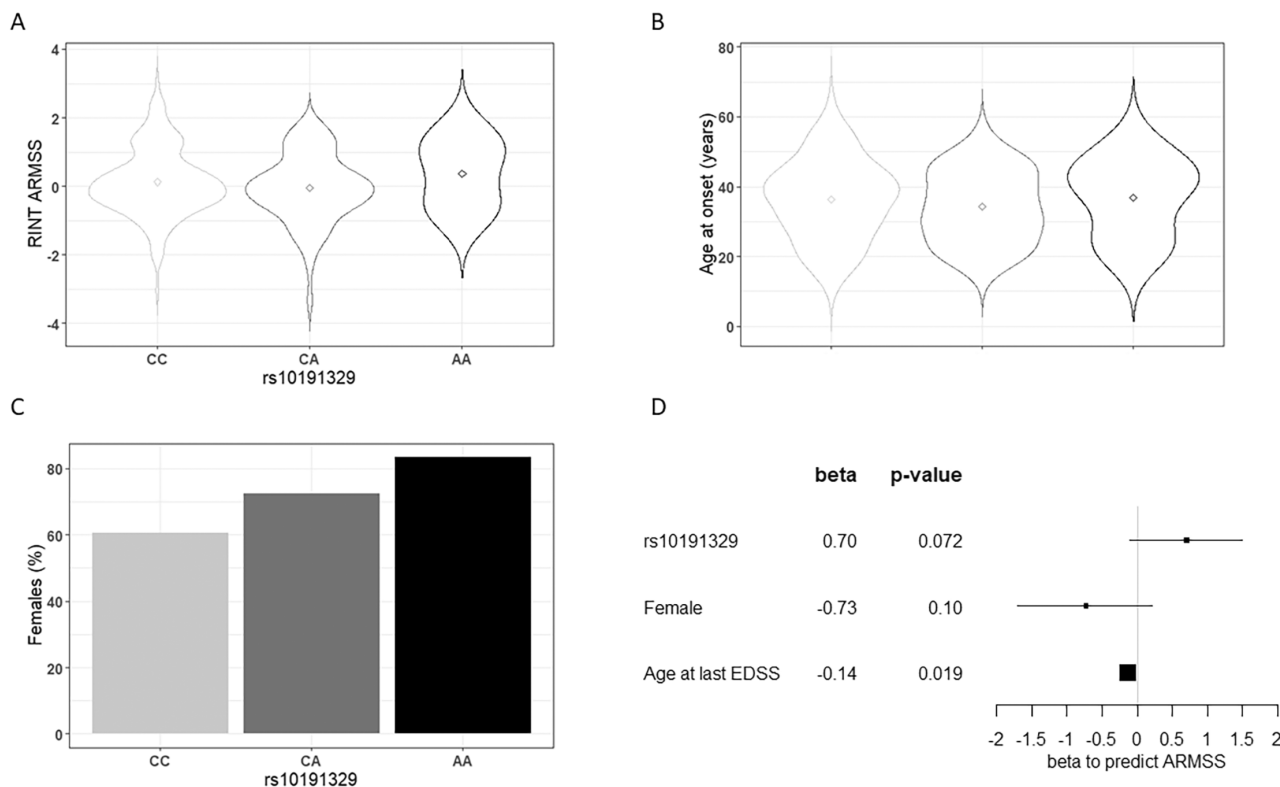 A
RINT ARMSS
4
2
0
-2
-4
CC CA AA
rs10191329
B
Age at onset (years)
80
60
40
20
0
C
Females (%)
80
60
40
20
0
CC CA AA
rs10191329
D
beta p-value
rs10191329 0.70 0.072
Female -0.73 0.10
Age at last EDSS -0.14 0.019
-2 -1.5 -1 -0.5 0 0.5 1 1.5 2
beta to predict ARMSS